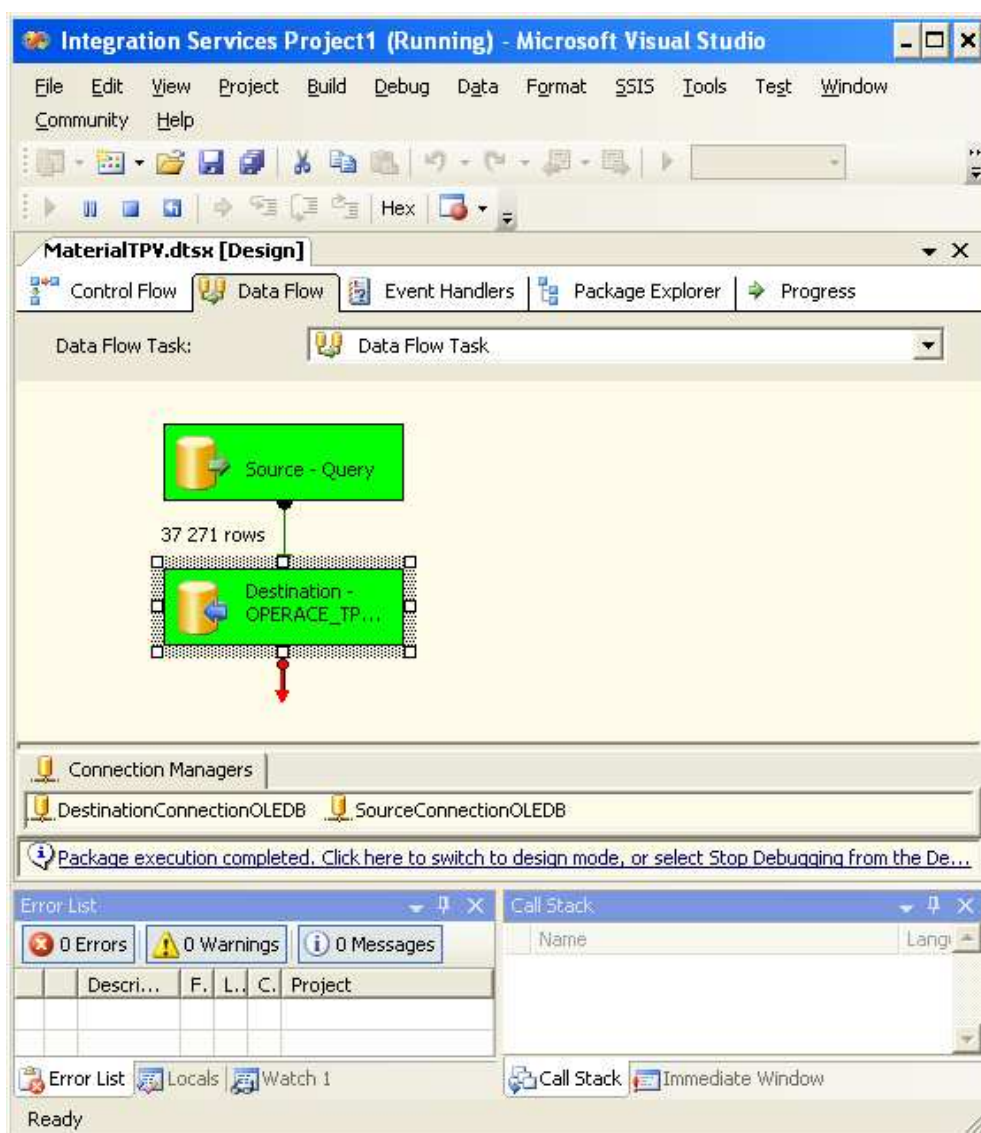 Integration Services Project1 (Running) - Microsoft Visual Studio
File Edit View Project Build Debug Data Format SSIS Tools Test Window
Community Help
Hex
MaterialTPV.dtsx [Design]
Control Flow Data Flow Event Handlers Package Explorer Progress
Data Flow Task: Data Flow Task
Source - Query
37 271 rows
Destination -
OPERACE_TP...
Connection Managers
DestinationConnectionOLEDB SourceConnectionOLEDB
Package execution completed. Click here to switch to design mode, or select Stop Debugging from the De...
Error List Call Stack
0 Errors 0 Warnings 0 Messages Name Langu
Descri... F. L.. C. Project
Error List Locals Watch 1 Call Stack Immediate Window
Ready